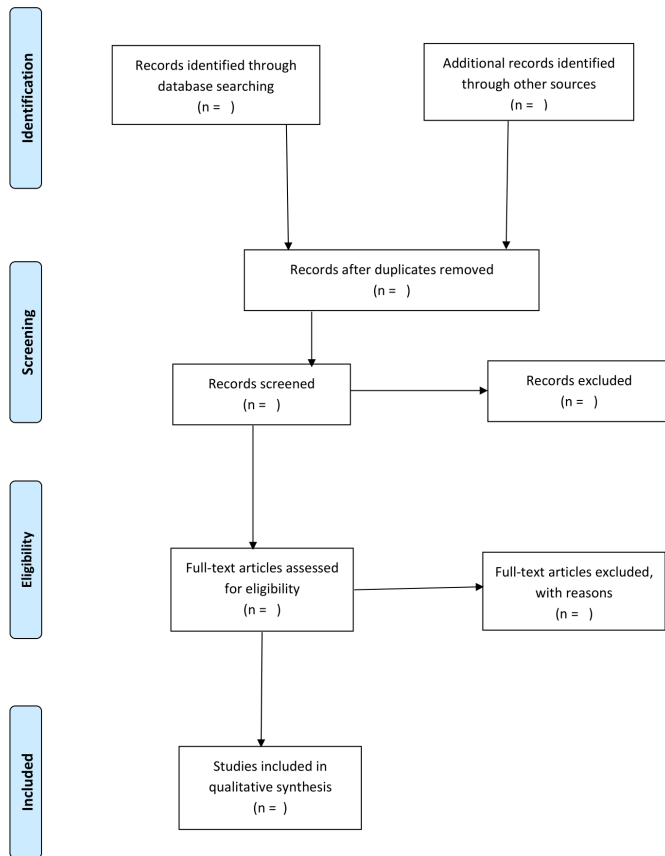 Identification
Records identified through
database searching
(n =   )
Additional records identified
through other sources
(n =   )
Screening
Records after duplicates removed
(n =   )
Records screened
(n =   )
Records excluded
(n =   )
Eligibility
Full-text articles assessed
for eligibility
(n =   )
Full-text articles excluded,
with reasons
(n =   )
Included
Studies included in
qualitative synthesis
(n =   )